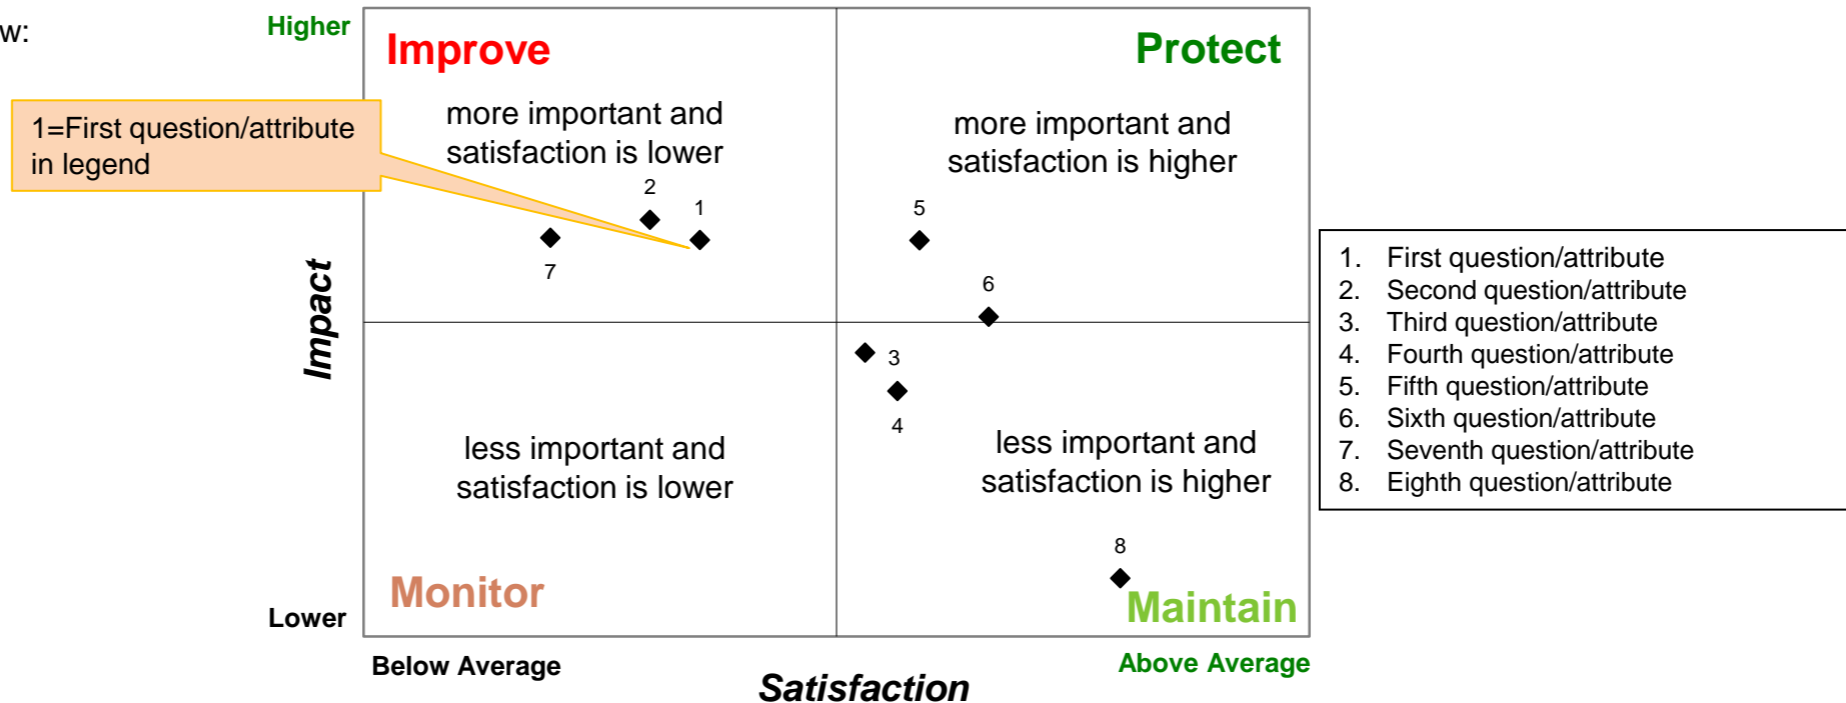 w:
Higher
Improve
Protect
1=First question/attribute
in legend
more important and
satisfaction is lower
more important and
satisfaction is higher
2
1
5
7
6
Impact
3
4
less important and
satisfaction is lower
less important and
satisfaction is higher
8
Monitor
Maintain
Lower
Below Average
Above Average
Satisfaction
1. First question/attribute
2. Second question/attribute
3. Third question/attribute
4. Fourth question/attribute
5. Fifth question/attribute
6. Sixth question/attribute
7. Seventh question/attribute
8. Eighth question/attribute